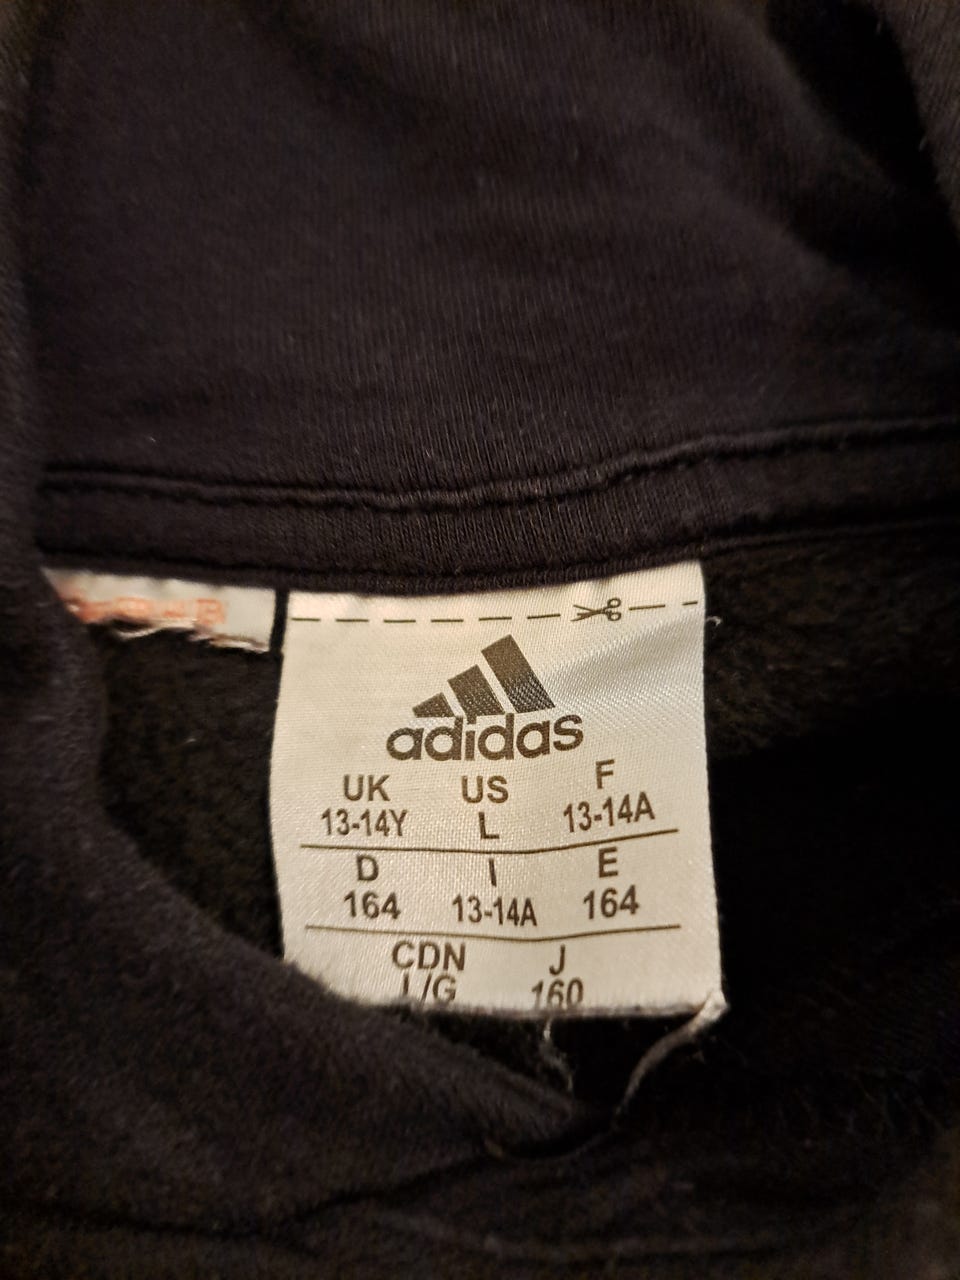 adidas
UK US F
13-14Y L 13-14A
D I E
164 13-14A 164
CDN J
L/G 160